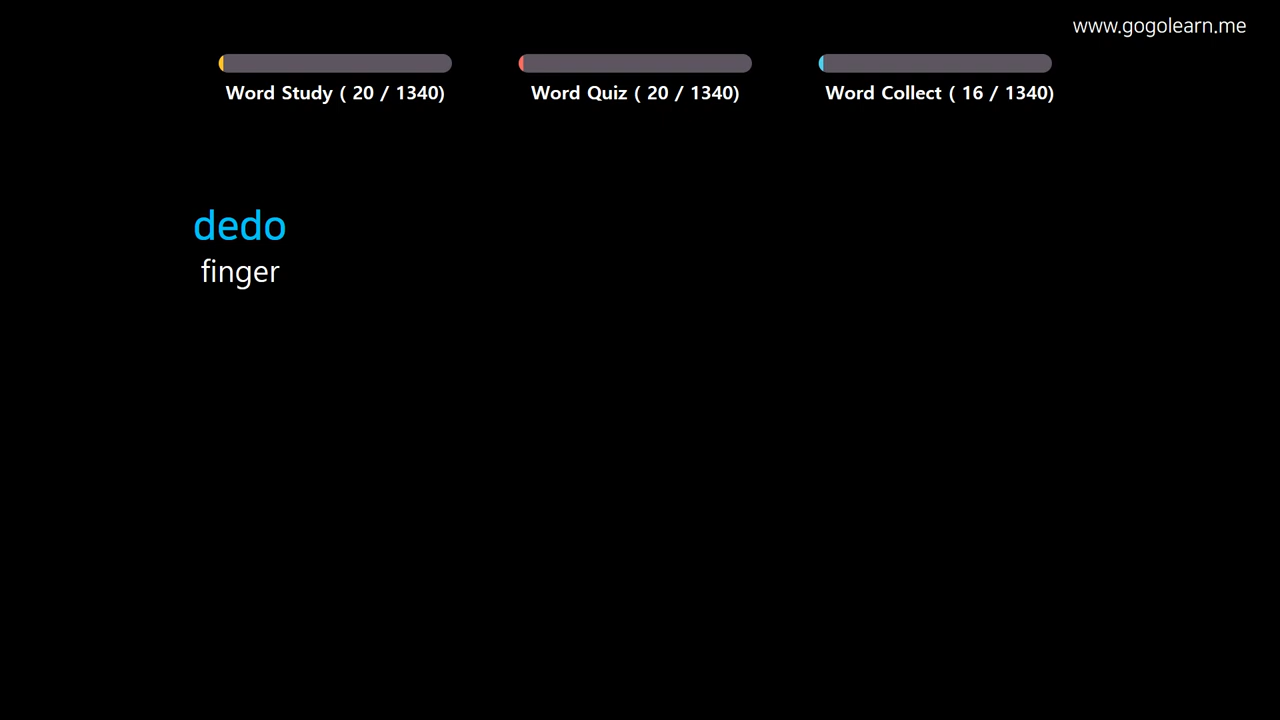 www.gogolearn.me
Word Study ( 20 / 1340)
Word Quiz ( 20 / 1340)
Word Collect ( 16 / 1340)
dedo
finger